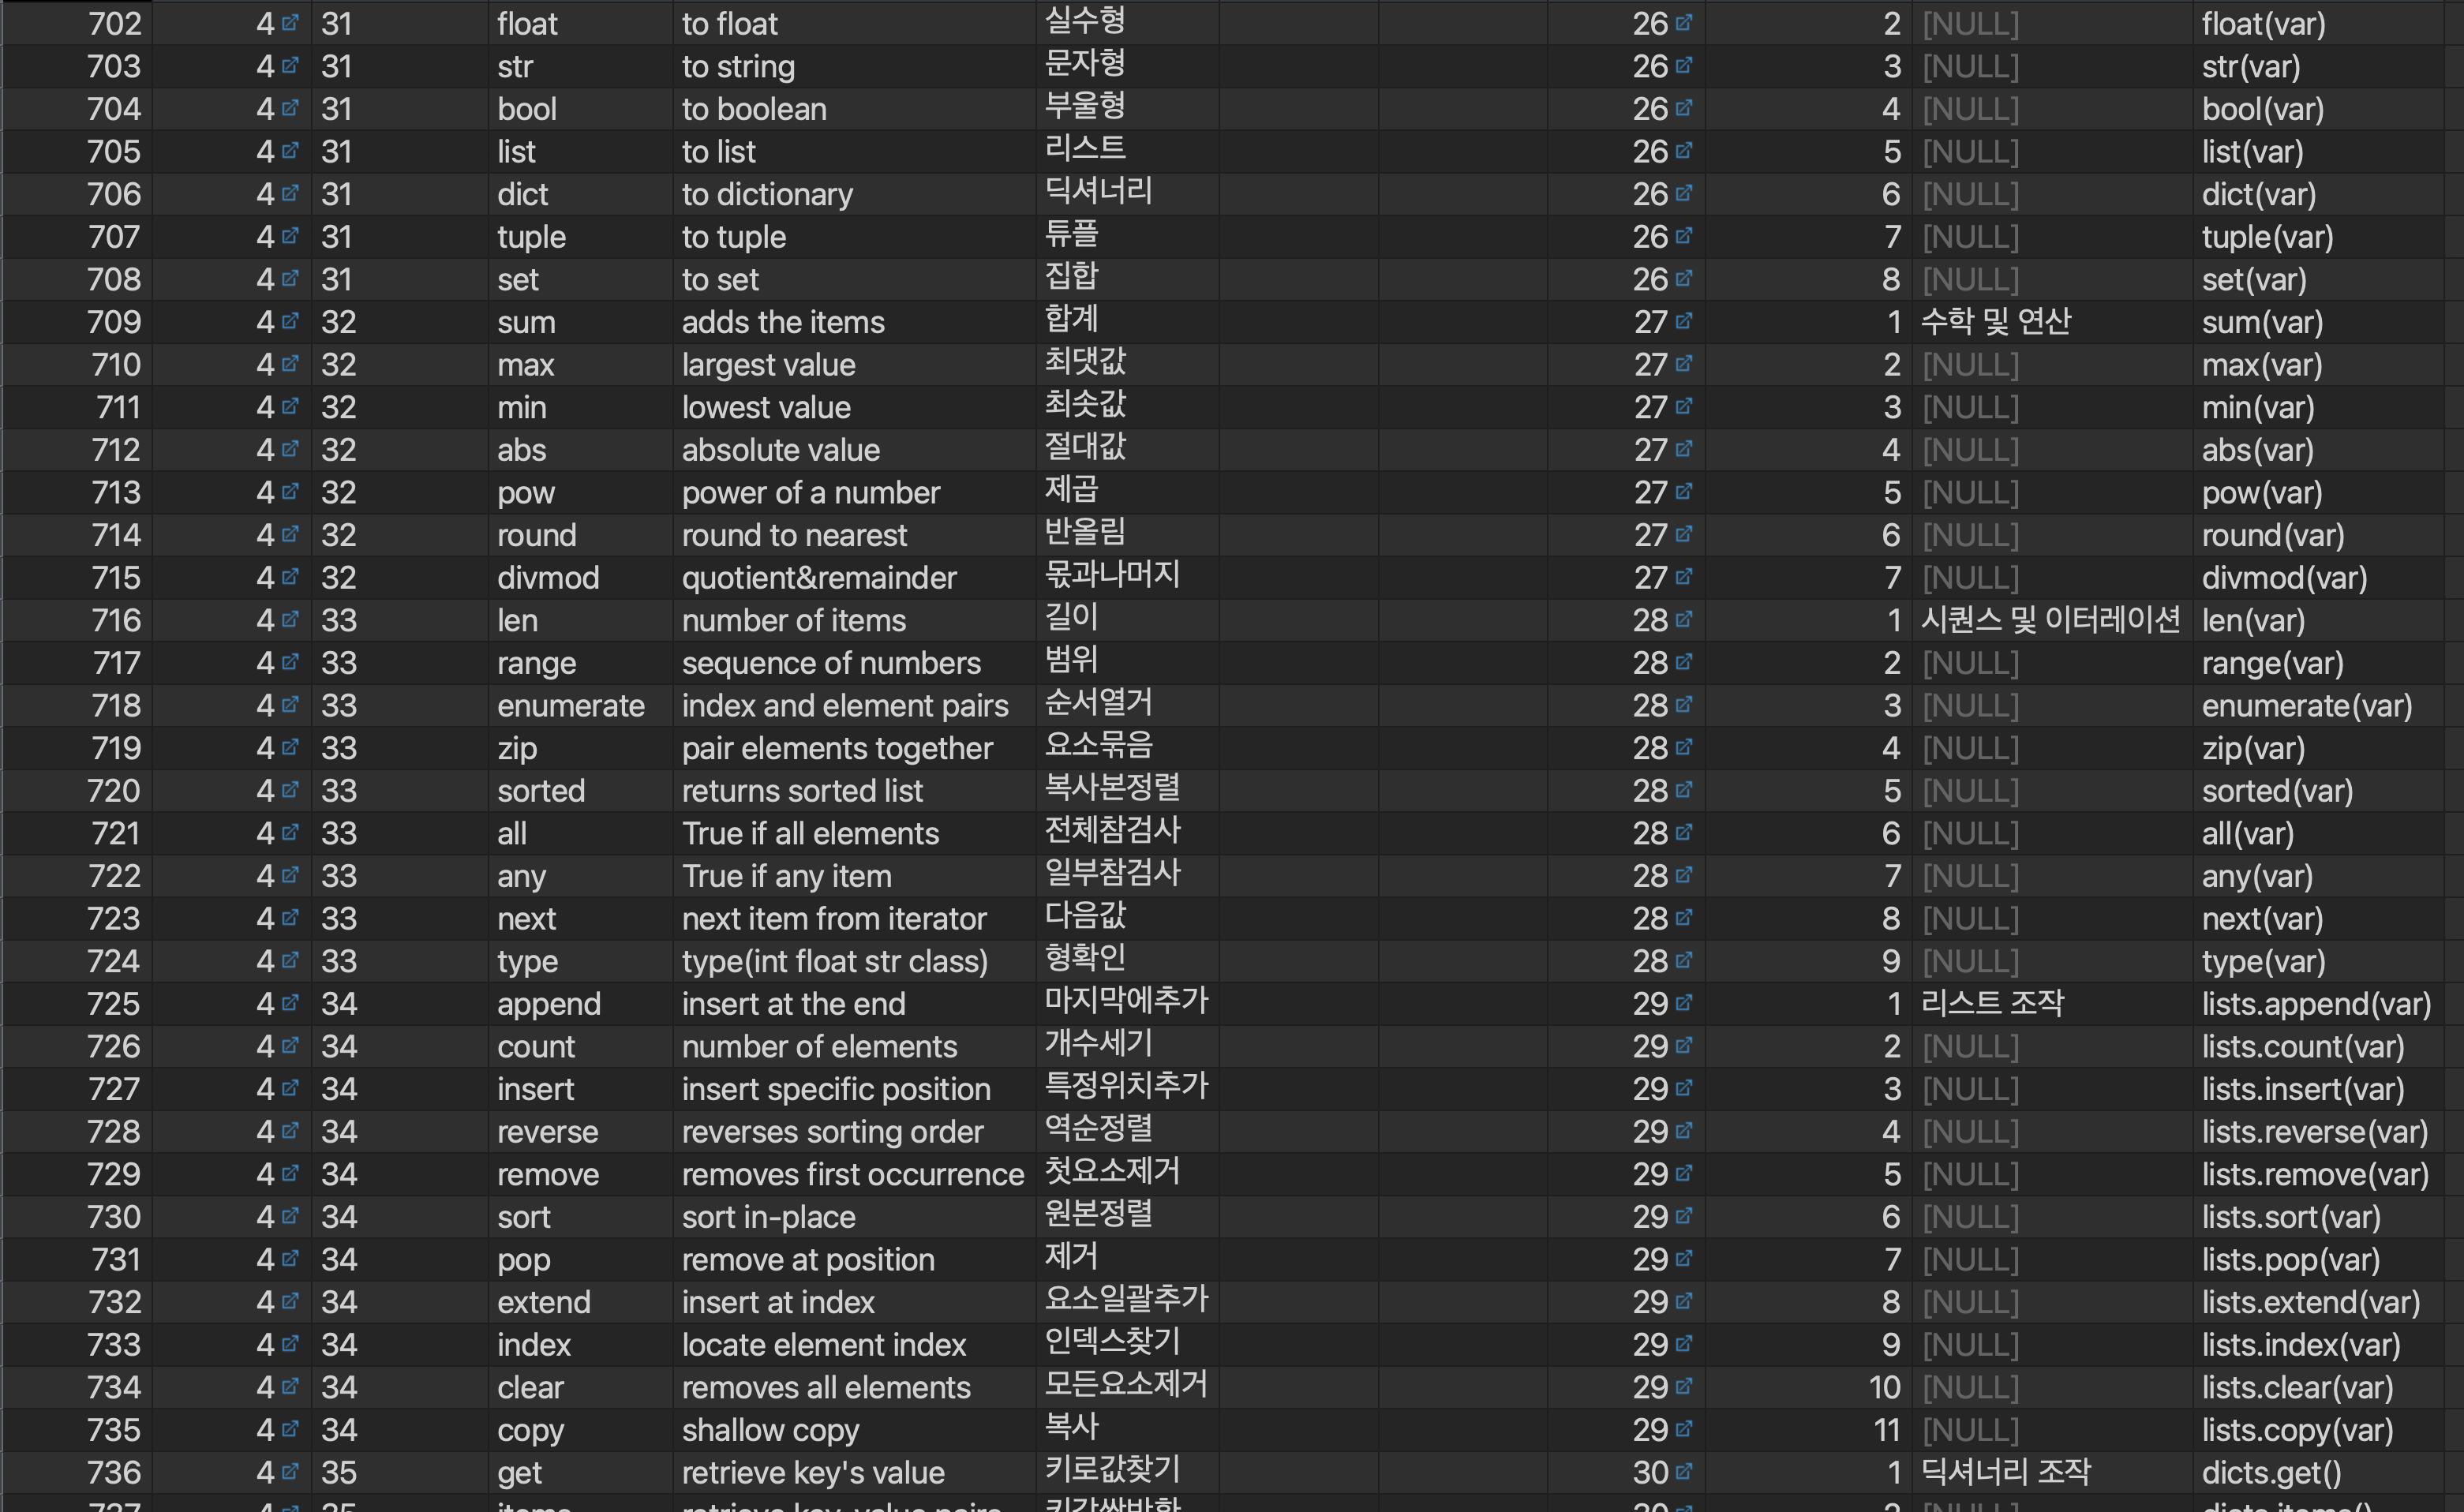 702 4 31 float to float 실수형 26 2 [NULL] float(var)
703 4 31 str to string 문자형 26 3 [NULL] str(var)
704 4 31 bool to boolean 부울형 26 4 [NULL] bool(var)
705 4 31 list to list 리스트 26 5 [NULL] list(var)
706 4 31 dict to dictionary 딕셔너리 26 6 [NULL] dict(var)
707 4 31 tuple to tuple 튜플 26 7 [NULL] tuple(var)
708 4 31 set to set 집합 26 8 [NULL] set(var)
709 4 32 sum adds the items 합계 27 1 수학 및 연산 sum(var)
710 4 32 max largest value 최댓값 27 2 [NULL] max(var)
711 4 32 min lowest value 최솟값 27 3 [NULL] min(var)
712 4 32 abs absolute value 절대값 27 4 [NULL] abs(var)
713 4 32 pow power of a number 제곱 27 5 [NULL] pow(var)
714 4 32 round round to nearest 반올림 27 6 [NULL] round(var)
715 4 32 divmod quotient&remainder 몫과나머지 27 7 [NULL] divmod(var)
716 4 33 len number of items 길이 28 1 시퀀스 및 이터레이션 len(var)
717 4 33 range sequence of numbers 범위 28 2 [NULL] range(var)
718 4 33 enumerate index and element pairs 순서열거 28 3 [NULL] enumerate(var)
719 4 33 zip pair elements together 요소묶음 28 4 [NULL] zip(var)
720 4 33 sorted returns sorted list 복사본정렬 28 5 [NULL] sorted(var)
721 4 33 all True if all elements 전체참검사 28 6 [NULL] all(var)
722 4 33 any True if any item 일부참검사 28 7 [NULL] any(var)
723 4 33 next next item from iterator 다음값 28 8 [NULL] next(var)
724 4 33 type type(int float str class) 형확인 28 9 [NULL] type(var)
725 4 34 append insert at the end 마지막에추가 29 1 리스트 조작 lists.append(var)
726 4 34 count number of elements 개수세기 29 2 [NULL] lists.count(var)
727 4 34 insert insert specific position 특정위치추가 29 3 [NULL] lists.insert(var)
728 4 34 reverse reverses sorting order 역순정렬 29 4 [NULL] lists.reverse(var)
729 4 34 remove removes first occurrence 첫요소제거 29 5 [NULL] lists.remove(var)
730 4 34 sort sort in-place 원본정렬 29 6 [NULL] lists.sort(var)
731 4 34 pop remove at position 제거 29 7 [NULL] lists.pop(var)
732 4 34 extend insert at index 요소일괄추가 29 8 [NULL] lists.extend(var)
733 4 34 index locate element index 인덱스찾기 29 9 [NULL] lists.index(var)
734 4 34 clear removes all elements 모든요소제거 29 10 [NULL] lists.clear(var)
735 4 34 copy shallow copy 복사 29 11 [NULL] lists.copy(var)
736 4 35 get retrieve key's value 키로값찾기 30 1 딕셔너리 조작 dicts.get()